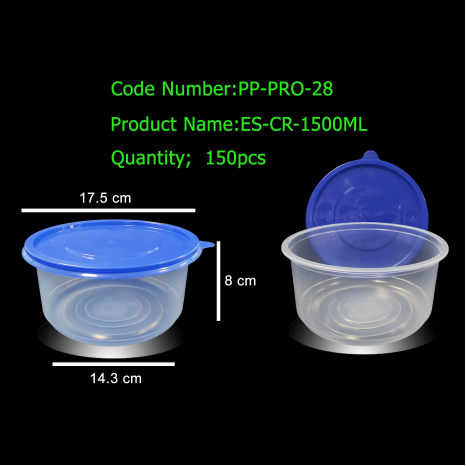 Code Number:PP-PRO-28
Product Name:ES-CR-1500ML
Quantity; 150pcs
17.5 cm
8 cm
14.3 cm